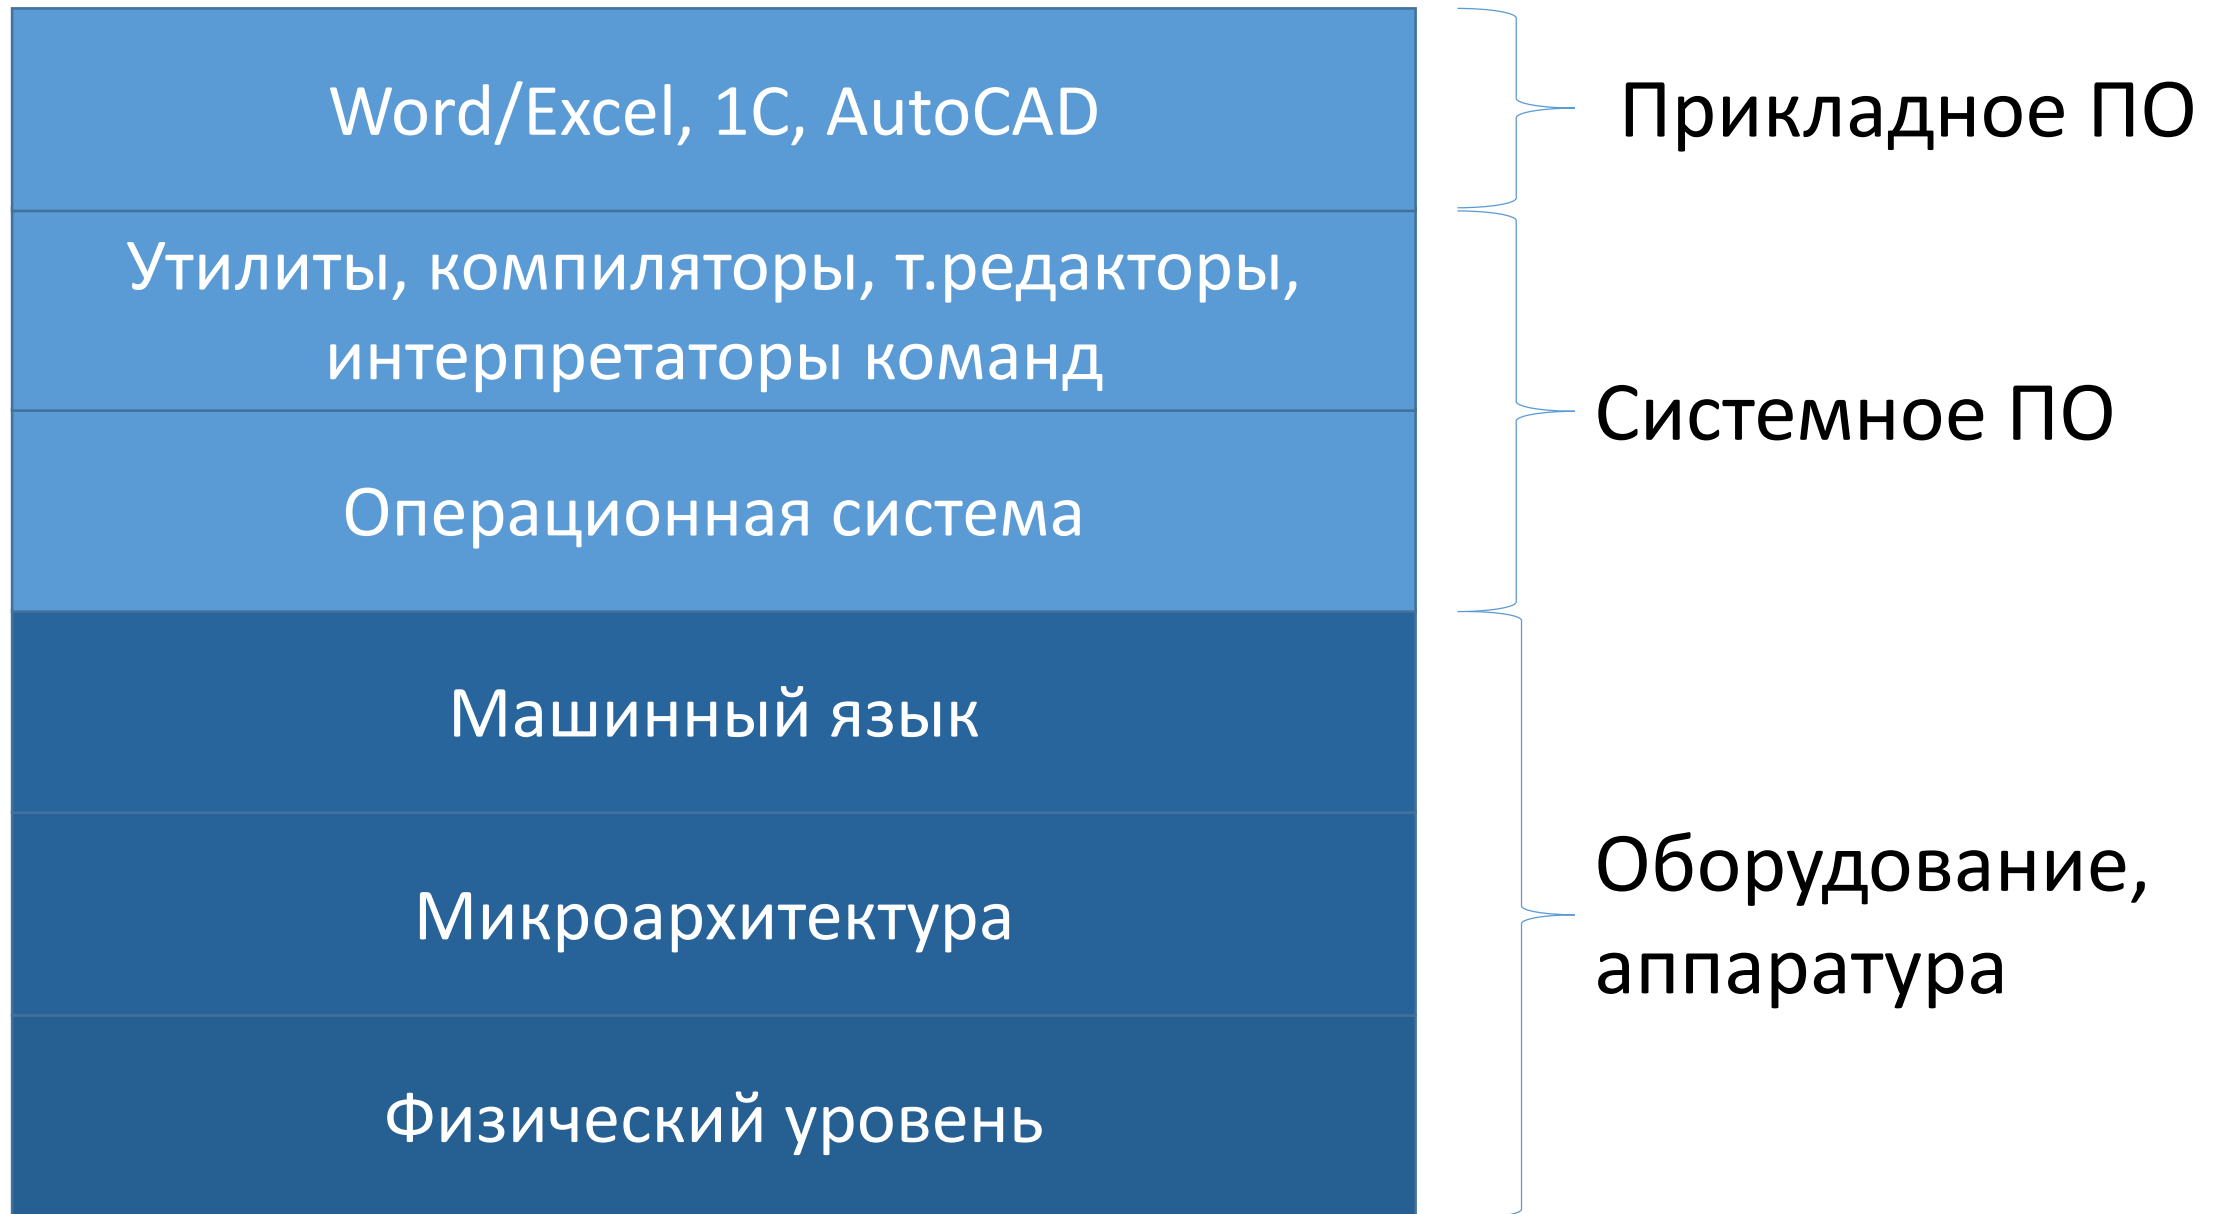 Word/Excel, 1C, AutoCAD
Прикладное ПО
Утилиты, компиляторы, т.редакторы,
интерпретаторы команд
Системное ПО
Операционная система
Машинный язык
Микроархитектура
Оборудование,
аппаратура
Физический уровень